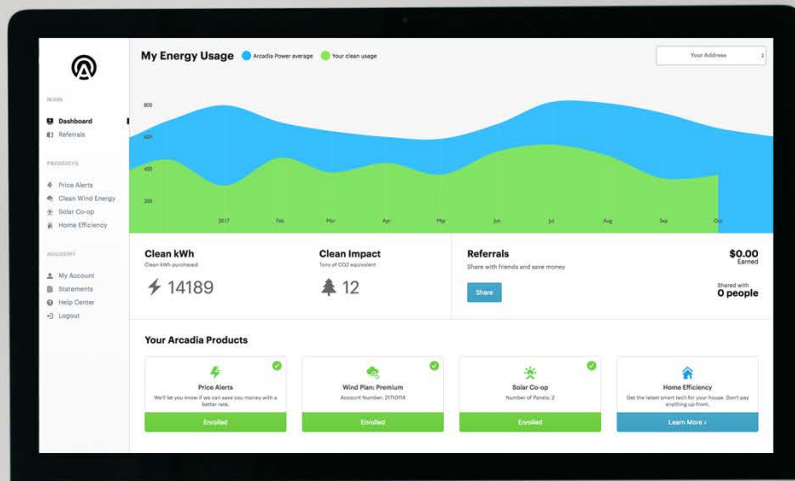 My Energy Usage
Arcadia Power average
Your clean usage
Your Address
MAIN
Dashboard
Referrals
PRODUCTS
Price Alerts
Clean Wind Energy
Solar Co-op
Home Efficiency
ACCOUNT
My Account
Statements
Help Center
Logout
800
600
400
200
2017
Feb
Mar
Apr
May
Jun
Jul
Aug
Sep
Oct
Clean kWh
Clean kWh purchased
14189
Clean Impact
Tons of CO2 equivalent
12
Referrals
Share with friends and save money
Share
$0.00
Earned
Shared with
0 people
Your Arcadia Products
Price Alerts
We'll let you know if we can save you money with a
better rate.
Enrolled
Wind Plan: Premium
Account Number: 21710114
Enrolled
Solar Co-op
Number of Panels: 2
Enrolled
Home Efficiency
Get the latest smart tech for your house. Don't pay
anything up-front.
Learn More ›